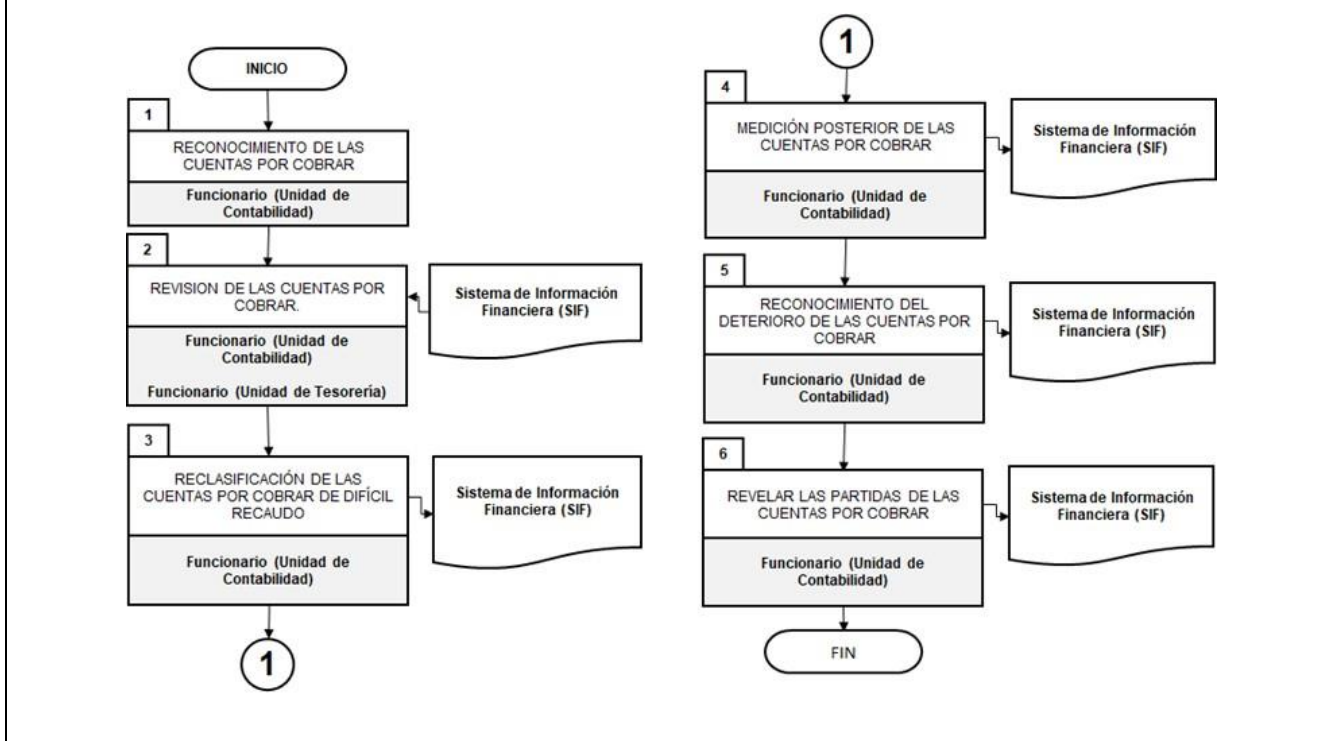 INICIO
1
RECONOCIMIENTO DE LAS
CUENTAS POR COBRAR
Funcionario (Unidad de
Contabilidad)
2
REVISION DE LAS CUENTAS POR
COBRAR.
Funcionario (Unidad de
Contabilidad)
Funcionario (Unidad de Tesorería)
Sistema de Información
Financiera (SIF)
3
RECLASIFICACIÓN DE LAS
CUENTAS POR COBRAR DE DIFÍCIL
RECAUDO
Funcionario (Unidad de
Contabilidad)
Sistema de Información
Financiera (SIF)
1
1
4
MEDICIÓN POSTERIOR DE LAS
CUENTAS POR COBRAR
Funcionario (Unidad de
Contabilidad)
Sistema de Información
Financiera (SIF)
5
RECONOCIMIENTO DEL
DETERIORO DE LAS CUENTAS POR
COBRAR
Funcionario (Unidad de
Contabilidad)
Sistema de Información
Financiera (SIF)
6
REVELAR LAS PARTIDAS DE LAS
CUENTAS POR COBRAR
Funcionario (Unidad de
Contabilidad)
Sistema de Información
Financiera (SIF)
FIN